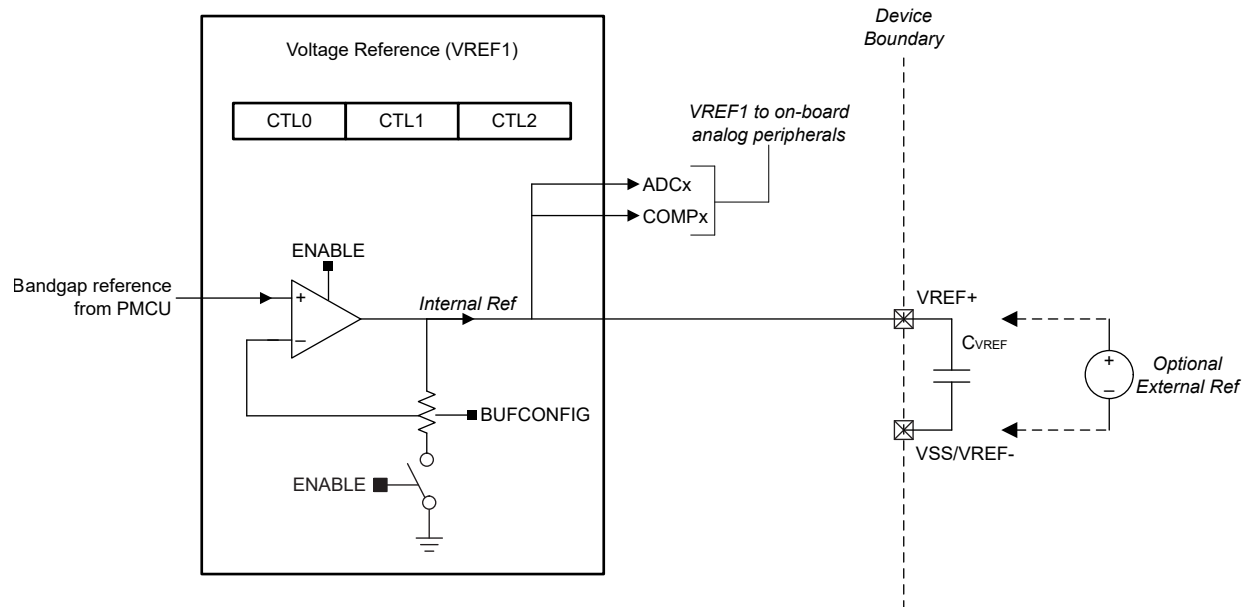 Device
Boundary
Voltage Reference (VREF1)
CTL0 CTL1 CTL2
VREF1 to on-board
analog peripherals
ADCx
COMPx
ENABLE
Bandgap reference
from PMCU
+
–
Internal Ref
VREF+
CVREF
+
–
Optional
External Ref
BUFCONFIG
VSS/VREF-
ENABLE